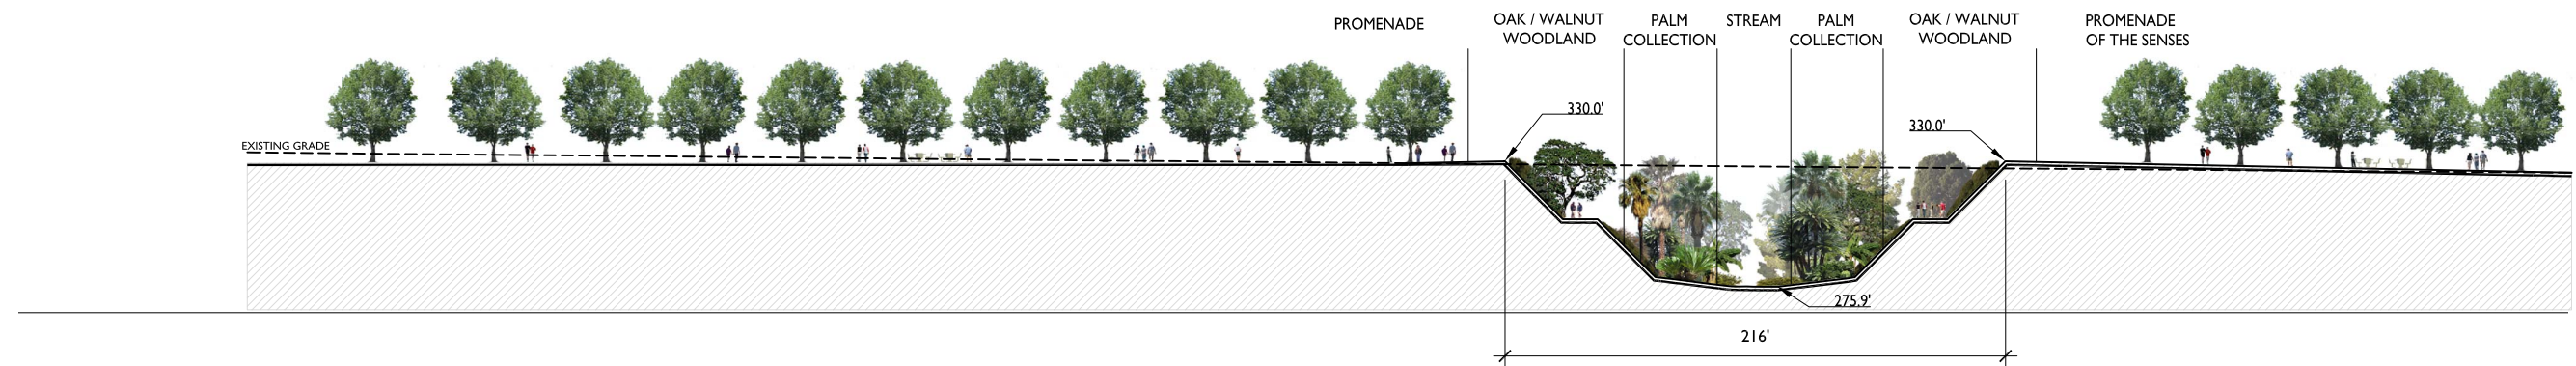 PROMENADE
OAK / WALNUT
WOODLAND
PALM
COLLECTION
STREAM
PALM
COLLECTION
OAK / WALNUT
WOODLAND
PROMENADE
OF THE SENSES
330.0'
330.0'
EXISTING GRADE
275.9'
216'